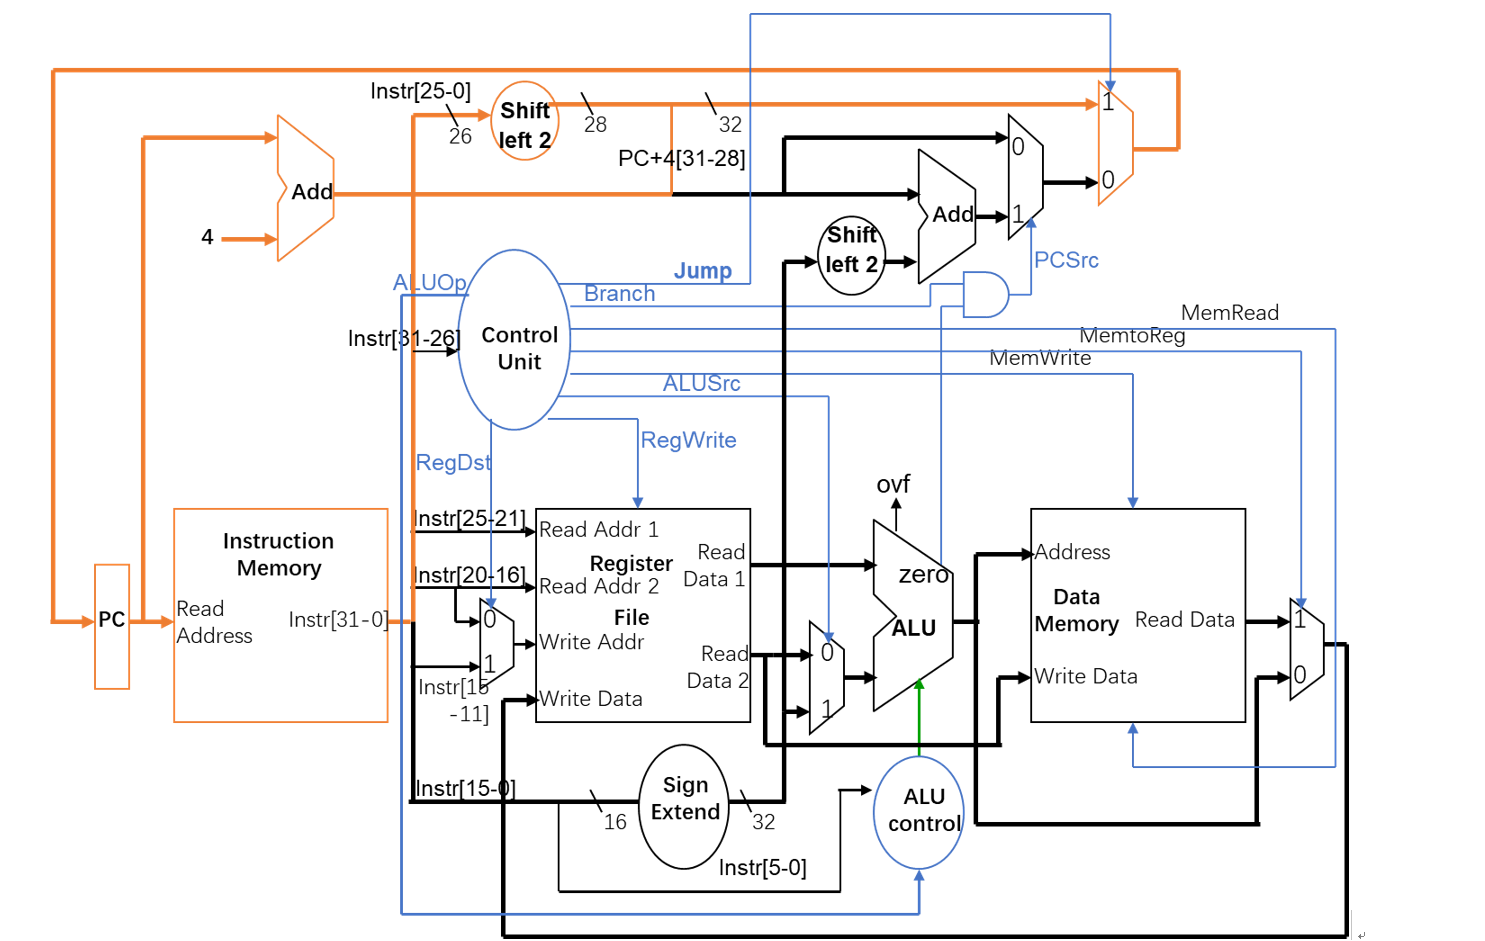 Instr[25-0]
26
Shift
left 2
28
32
PC+4[31-28]
1
0
Add
4
0
1
Add
Shift
left 2
PCSrc
ALUOp
Jump
Branch
Instr[31-26]
Control
Unit
MemRead
MemtoReg
MemWrite
ALUSrc
RegWrite
RegDst
ovf
Instruction
Memory
PC
Read
Address
Instr[31-0]
Instr[25-21]
Read Addr 1
Register
File
Instr[20-16]
Read Addr 2
0
1
Write Addr
Instr[15
-11]
Write Data
Read
Data 1
Read
Data 2
0
1
zero
ALU
Address
Data
Memory
Read Data
Write Data
1
0
Instr[15-0]
16
Sign
Extend
32
Instr[5-0]
ALU
control